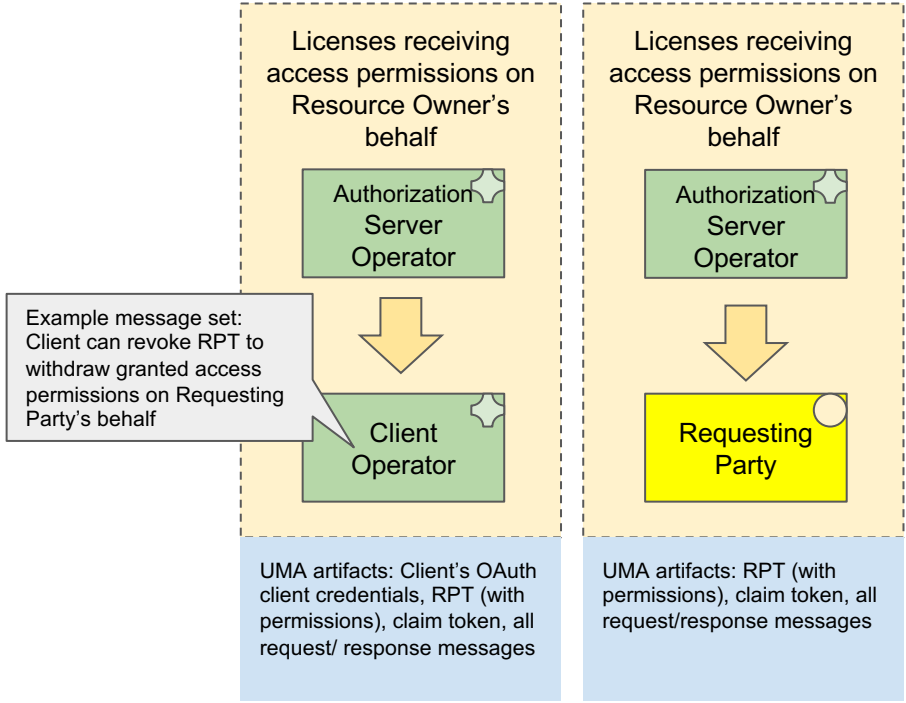 Licenses receiving
access permissions on
Resource Owner's
behalf
Authorization
Server
Operator
Example message set:
Client can revoke RPT to
withdraw granted access
permissions on Requesting
Party's behalf
Client
Operator
UMA artifacts: Client's OAuth
client credentials, RPT (with
permissions), claim token, all
request/ response messages
Licenses receiving
access permissions on
Resource Owner's
behalf
Authorization
Server
Operator
Requesting
Party
UMA artifacts: RPT (with
permissions), claim token, all
request/response messages